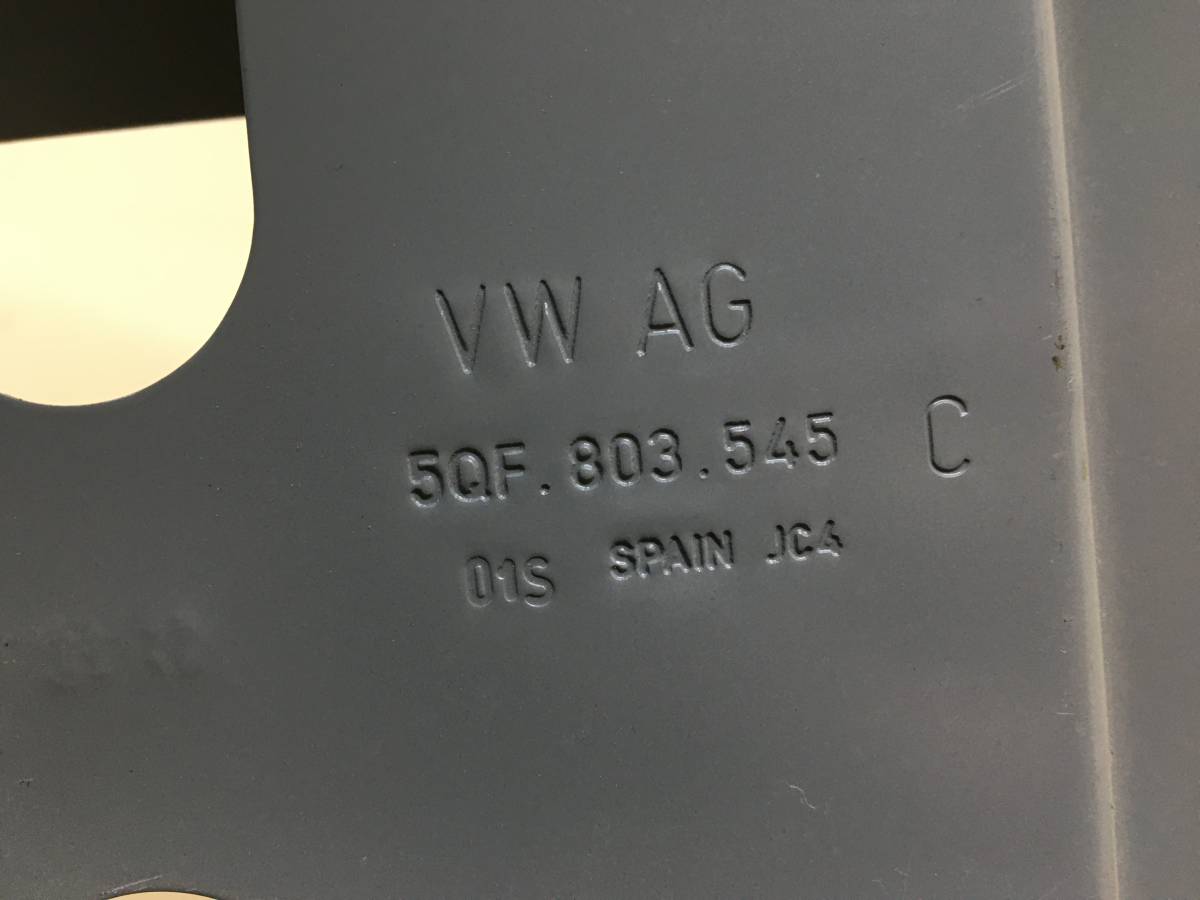 VW AG
5QF.803.545 C
01S SPAIN JC4